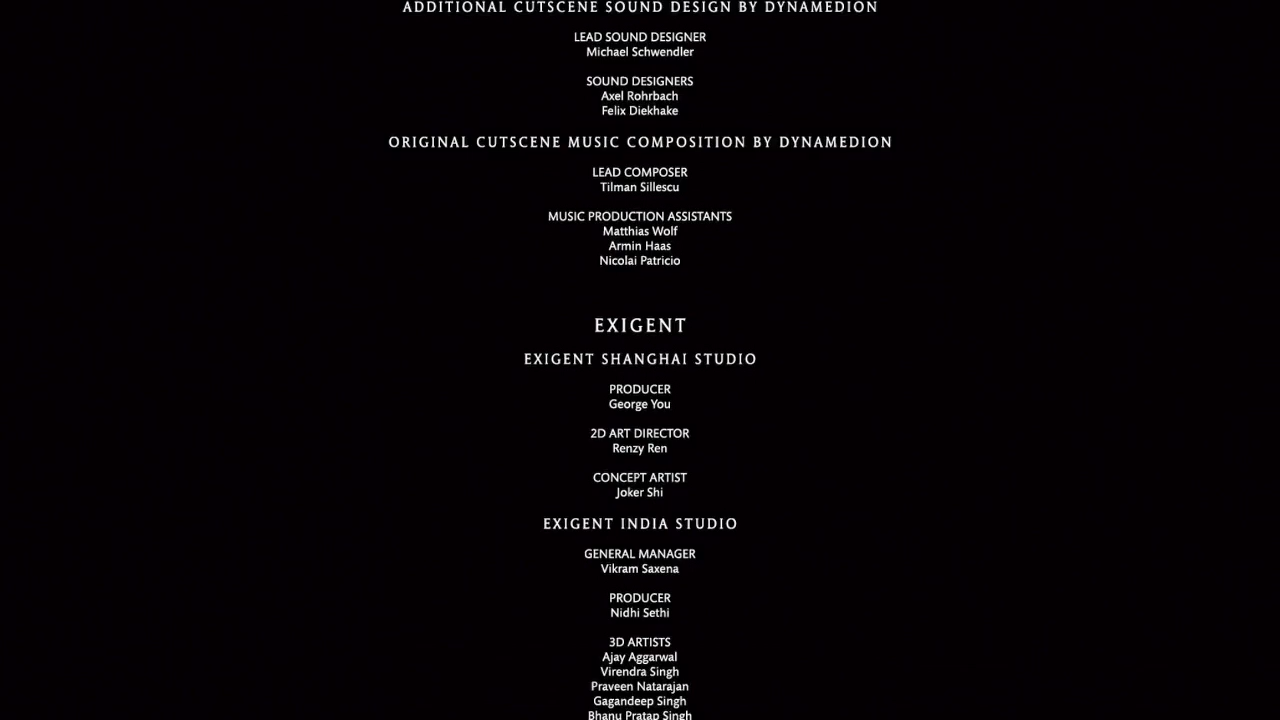 ADDITIONAL CUTSCENE SOUND DESIGN BY DYNAMEDION
LEAD SOUND DESIGNER
Michael Schwendler
SOUND DESIGNERS
Axel Rohrbach
Felix Diekhake
ORIGINAL CUTSCENE MUSIC COMPOSITION BY DYNAMEDION
LEAD COMPOSER
Tilman Sillescu
MUSIC PRODUCTION ASSISTANTS
Matthias Wolf
Armin Haas
Nicolai Patricio
EXIGENT
EXIGENT SHANGHAI STUDIO
PRODUCER
George You
2D ART DIRECTOR
Renzy Ren
CONCEPT ARTIST
Joker Shi
EXIGENT INDIA STUDIO
GENERAL MANAGER
Vikram Saxena
PRODUCER
Nidhi Sethi
3D ARTISTS
Ajay Aggarwal
Virendra Singh
Praveen Natarajan
Gagandeep Singh
Bhanu Pratap Singh